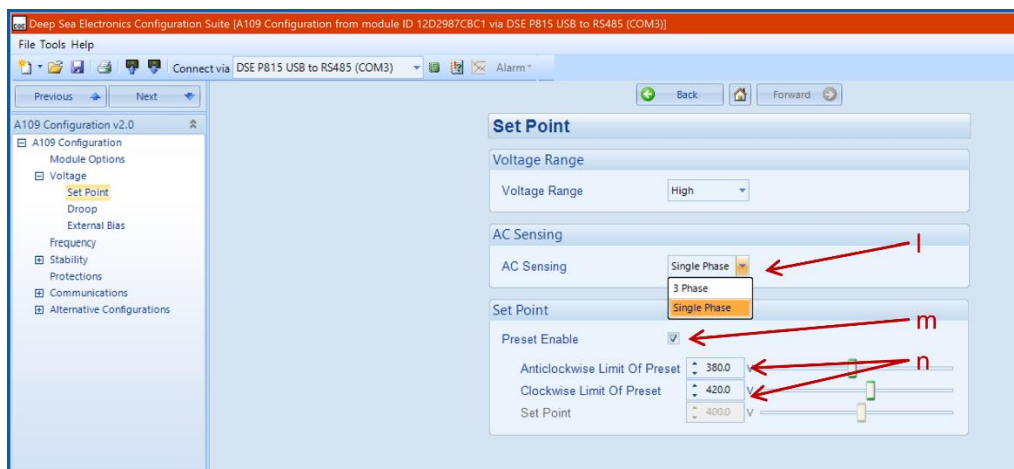 Deep Sea Electronics Configuration Suite [A109 Configuration from module ID 12D2987CBC1 via DSE P815 USB to RS485 (COM3)]
File Tools Help
Connect via DSE P815 USB to RS485 (COM3) Alarm
Previous Next
Back Forward
A109 Configuration v2.0
A109 Configuration
Module Options
Voltage
Set Point
Droop
External Bias
Frequency
Stability
Protections
Communications
Alternative Configurations
Set Point
Voltage Range
Voltage Range High
AC Sensing
l
AC Sensing Single Phase
3 Phase
Single Phase
Set Point
m
Preset Enable
n
Anticlockwise Limit Of Preset 380.0 V
Clockwise Limit Of Preset 420.0 V
Set Point 400.0 V